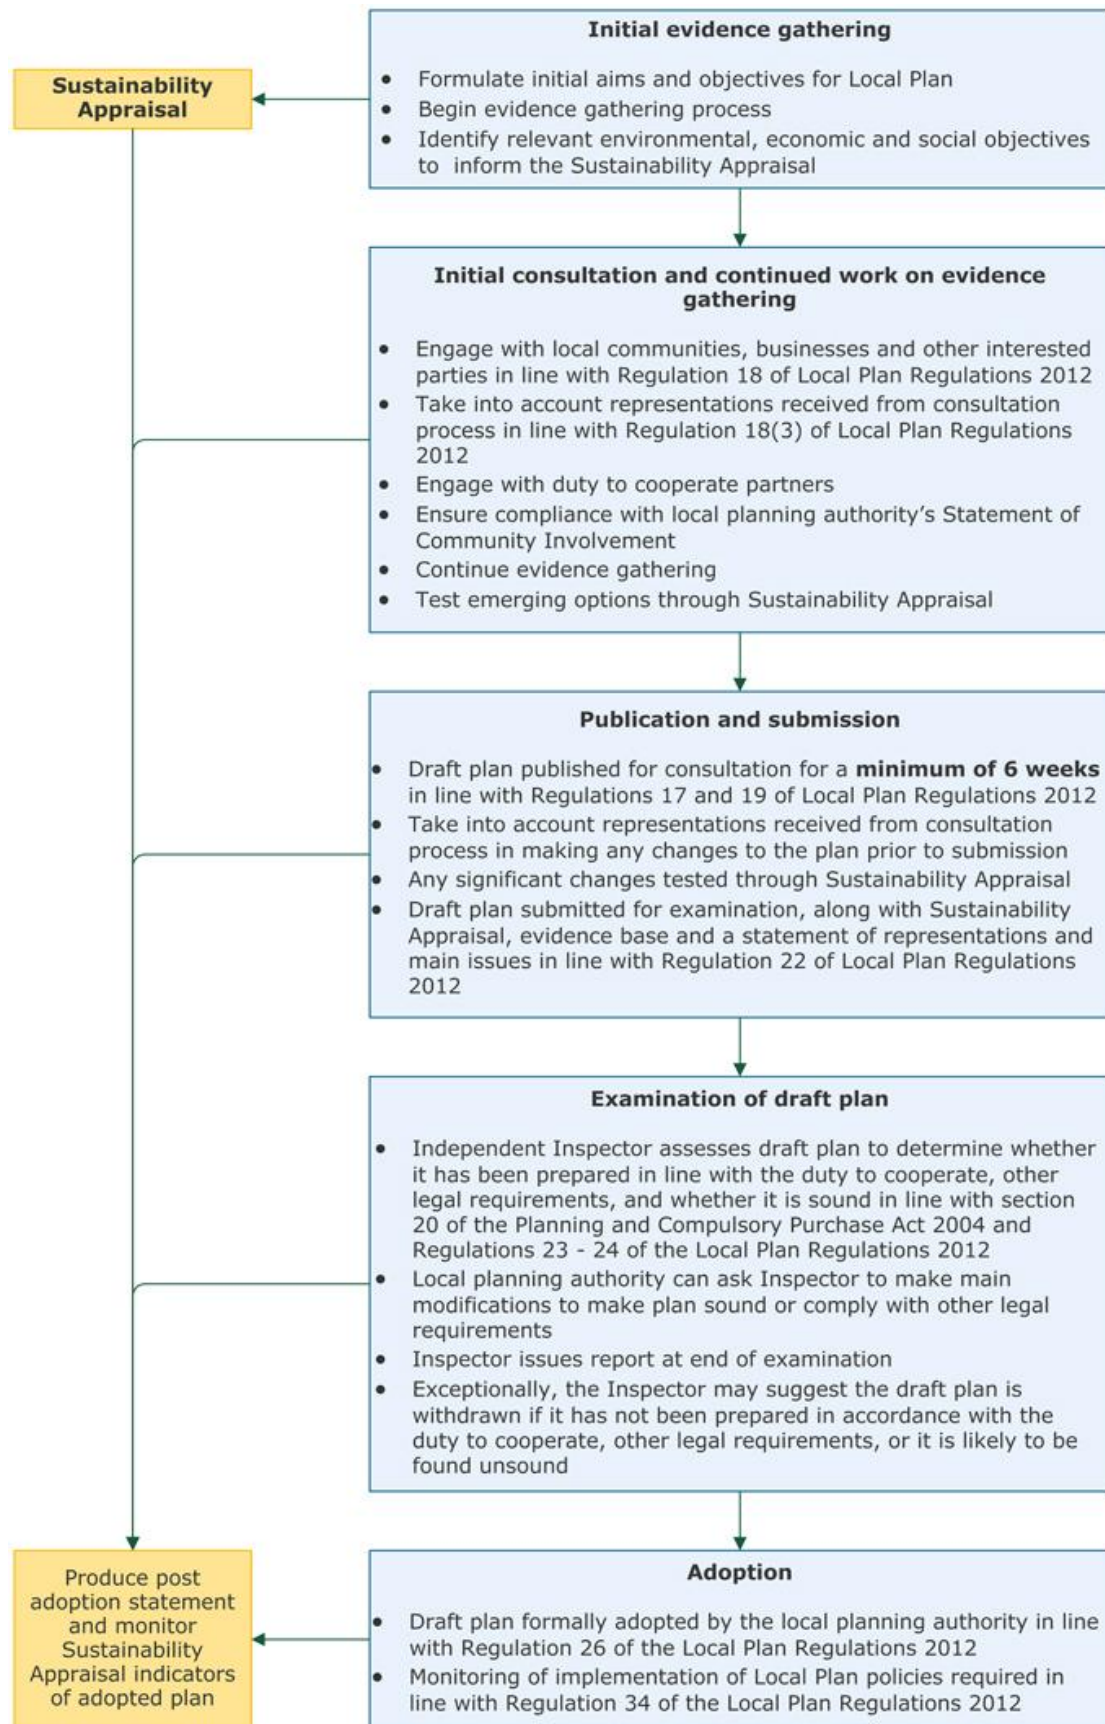 Initial evidence gathering
• Formulate initial aims and objectives for Local Plan
• Begin evidence gathering process
• Identify relevant environmental, economic and social objectives
to  inform the Sustainability Appraisal
Sustainability
Appraisal
Initial consultation and continued work on evidence
gathering
• Engage with local communities, businesses and other interested
parties in line with Regulation 18 of Local Plan Regulations 2012
• Take into account representations received from consultation
process in line with Regulation 18(3) of Local Plan Regulations
2012
• Engage with duty to cooperate partners
• Ensure compliance with local planning authority’s Statement of
Community Involvement
• Continue evidence gathering
• Test emerging options through Sustainability Appraisal
Publication and submission
• Draft plan published for consultation for a minimum of 6 weeks
in line with Regulations 17 and 19 of Local Plan Regulations 2012
• Take into account representations received from consultation
process in making any changes to the plan prior to submission
• Any significant changes tested through Sustainability Appraisal
• Draft plan submitted for examination, along with Sustainability
Appraisal, evidence base and a statement of representations and
main issues in line with Regulation 22 of Local Plan Regulations
2012
Examination of draft plan
• Independent Inspector assesses draft plan to determine whether
it has been prepared in line with the duty to cooperate, other
legal requirements, and whether it is sound in line with section
20 of the Planning and Compulsory Purchase Act 2004 and
Regulations 23 - 24 of the Local Plan Regulations 2012
• Local planning authority can ask Inspector to make main
modifications to make plan sound or comply with other legal
requirements
• Inspector issues report at end of examination
• Exceptionally, the Inspector may suggest the draft plan is
withdrawn if it has not been prepared in accordance with the
duty to cooperate, other legal requirements, or it is likely to be
found unsound
Adoption
• Draft plan formally adopted by the local planning authority in line
with Regulation 26 of the Local Plan Regulations 2012
• Monitoring of implementation of Local Plan policies required in
line with Regulation 34 of the Local Plan Regulations 2012
Produce post
adoption statement
and monitor
Sustainability
Appraisal indicators
of adopted plan